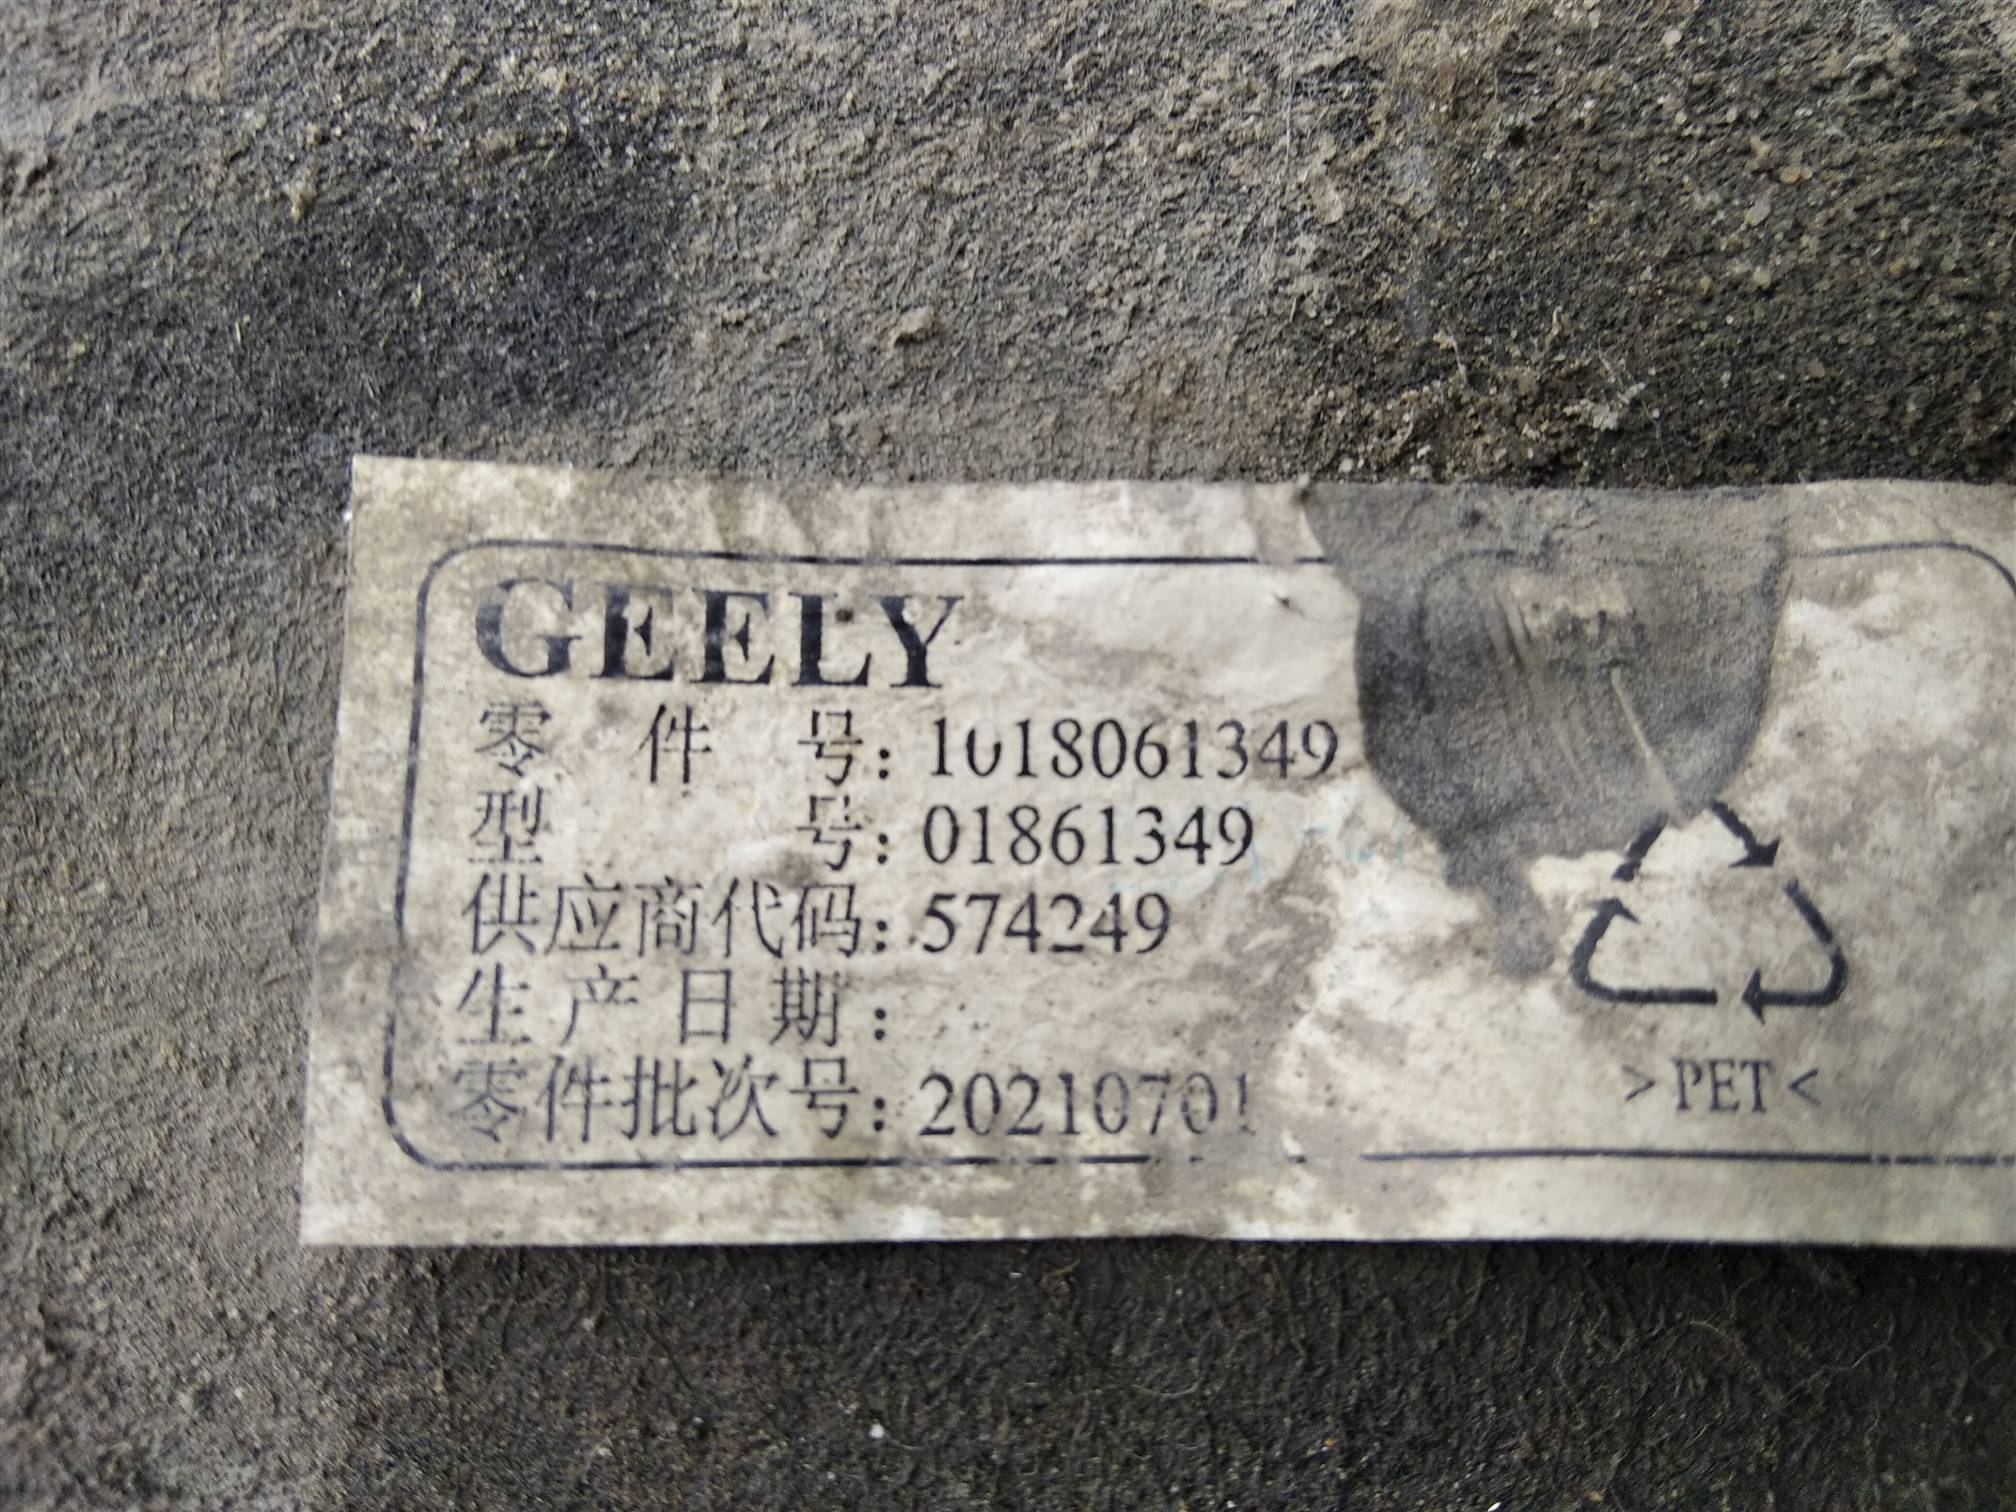 GEELY
零件号：1018061349
型号：01861349
供应商代码：574249
生产日期：
零件批次号：20210701
>PET<